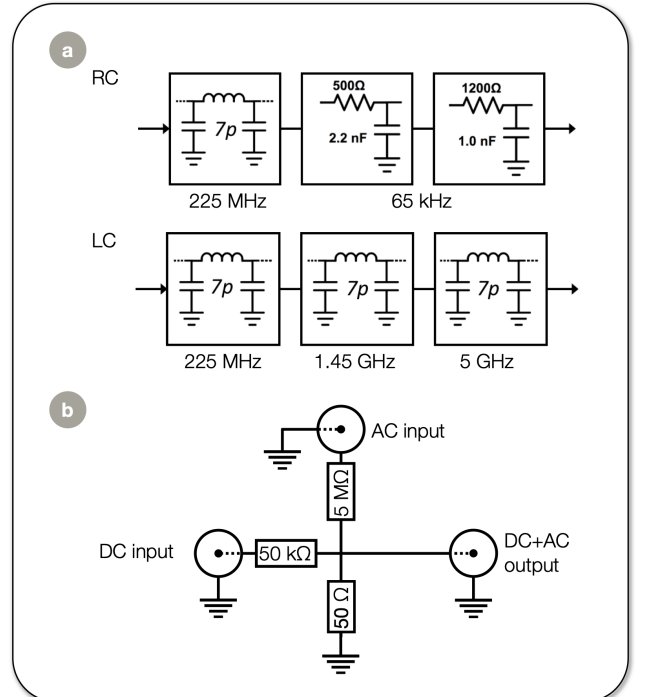 a
RC
7p
500Ω
2.2 nF
1200Ω
1.0 nF
225 MHz
65 kHz
LC
7p
7p
7p
225 MHz
1.45 GHz
5 GHz
b
AC input
5 MΩ
DC input
50 kΩ
DC+AC
output
50 Ω